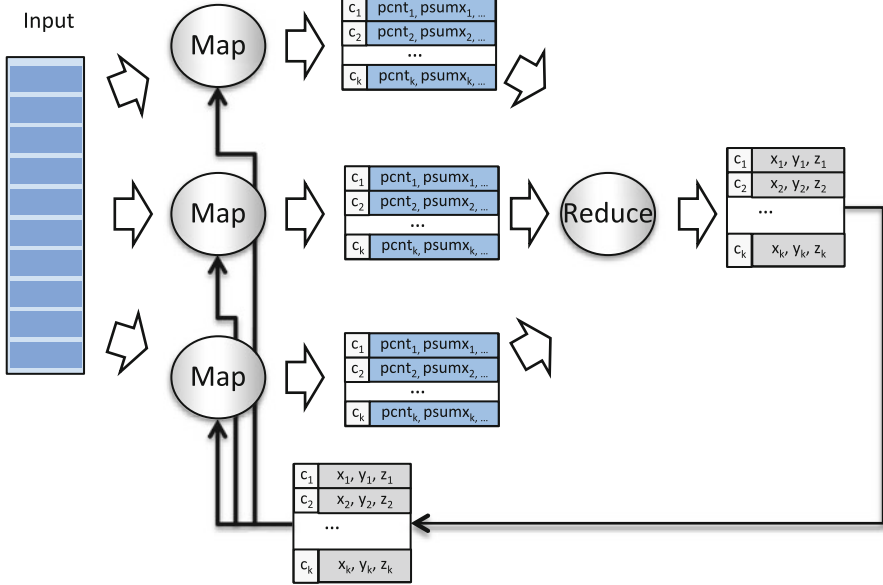 Input
Map
c1 pcnt1, psumx1, ...
c2 pcnt2, psumx2, ...
...
ck pcntk, psumxk, ...
Map
c1 pcnt1, psumx1, ...
c2 pcnt2, psumx2, ...
...
ck pcntk, psumxk, ...
Reduce
c1 x1, y1, z1
c2 x2, y2, z2
...
ck xk, yk, zk
Map
c1 pcnt1, psumx1, ...
c2 pcnt2, psumx2, ...
...
ck pcntk, psumxk, ...
c1 x1, y1, z1
c2 x2, y2, z2
...
ck xk, yk, zk